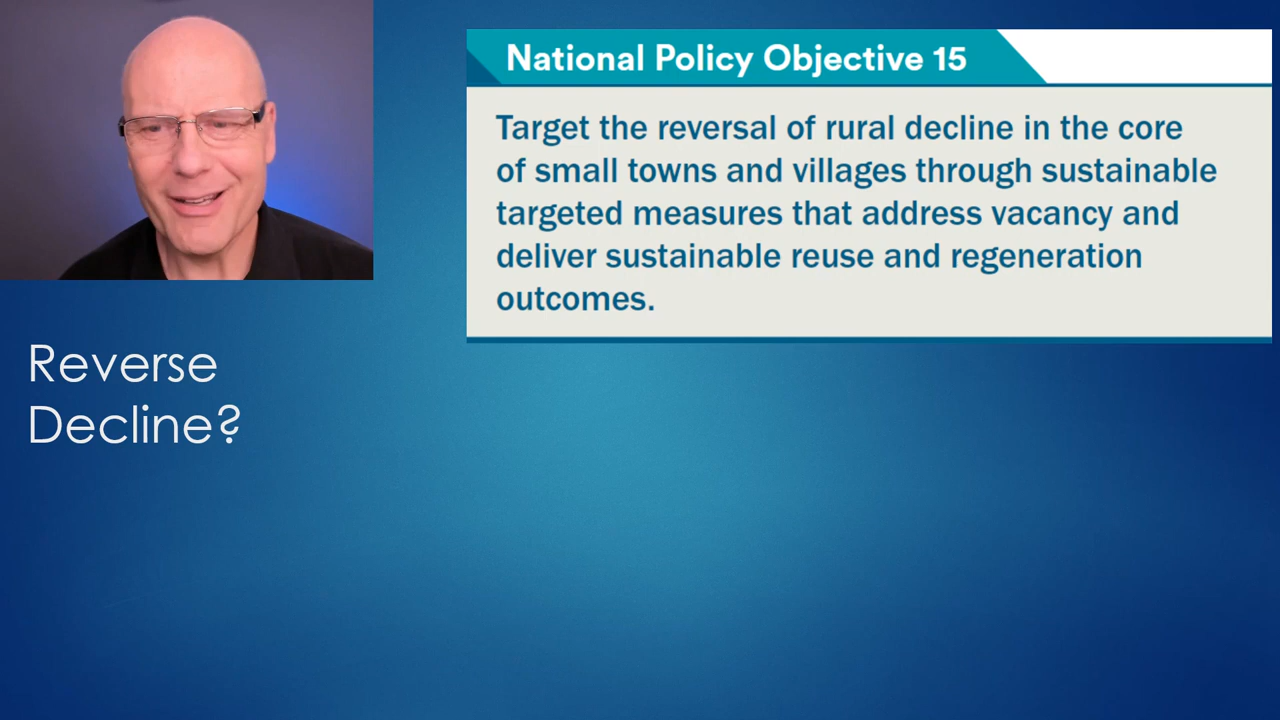 National Policy Objective 15
Target the reversal of rural decline in the core
of small towns and villages through sustainable
targeted measures that address vacancy and
deliver sustainable reuse and regeneration
outcomes.
Reverse
Decline?